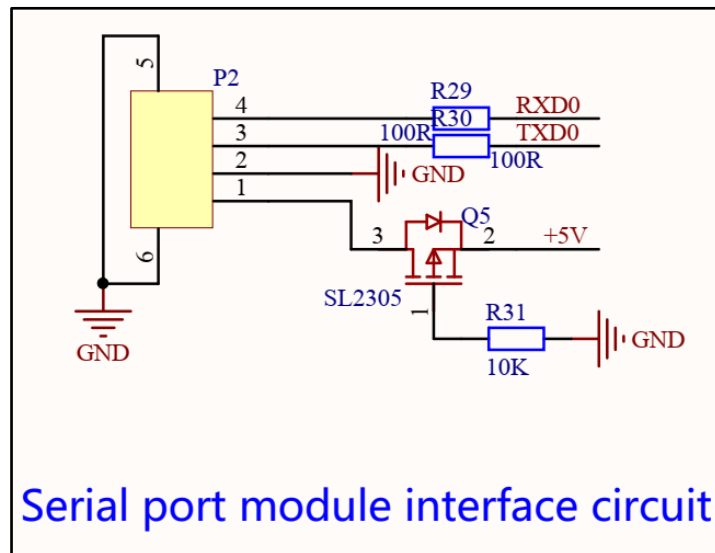 5
P2
R29
4
RXD0
R30
3
100R
TXD0
100R
2
GND
1
Q5
3
2
+5V
6
SL2305
1
R31
GND
GND
10K
Serial port module interface circuit